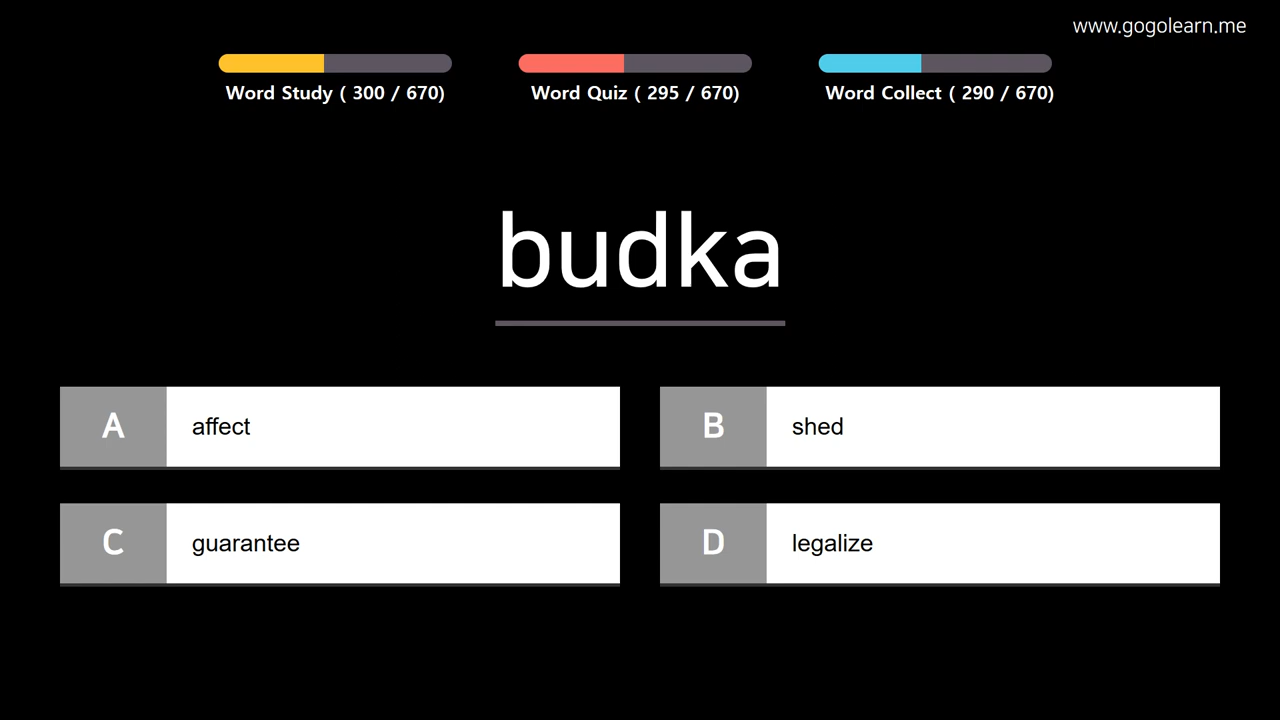 www.gogolearn.me
Word Study ( 300 / 670)
Word Quiz ( 295 / 670)
Word Collect ( 290 / 670)
budka
A affect
B shed
C guarantee
D legalize